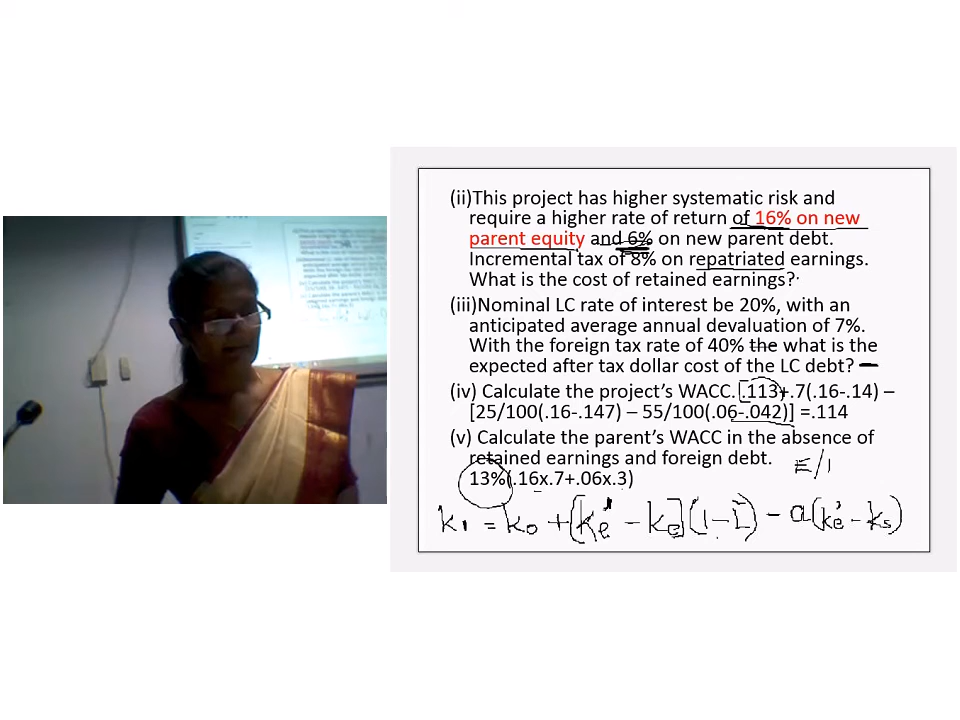 (ii)This project has higher systematic risk and
require a higher rate of return of 16% on new
parent equity and 6% on new parent debt.
Incremental tax of 8% on repatriated earnings.
What is the cost of retained earnings?
(iii)Nominal LC rate of interest be 20%, with an
anticipated average annual devaluation of 7%.
With the foreign tax rate of 40% the what is the
expected after tax dollar cost of the LC debt?
(iv) Calculate the project's WACC. .113+.7(.16-.14) –
[25/100(.16-.147) – 55/100(.06-.042)] =.114
(v) Calculate the parent's WACC in the absence of
retained earnings and foreign debt.
E/I
13%(.16x.7+.06x.3)
k1 = k0 + [ke' - ke](1-L) - a(ke' - ks)